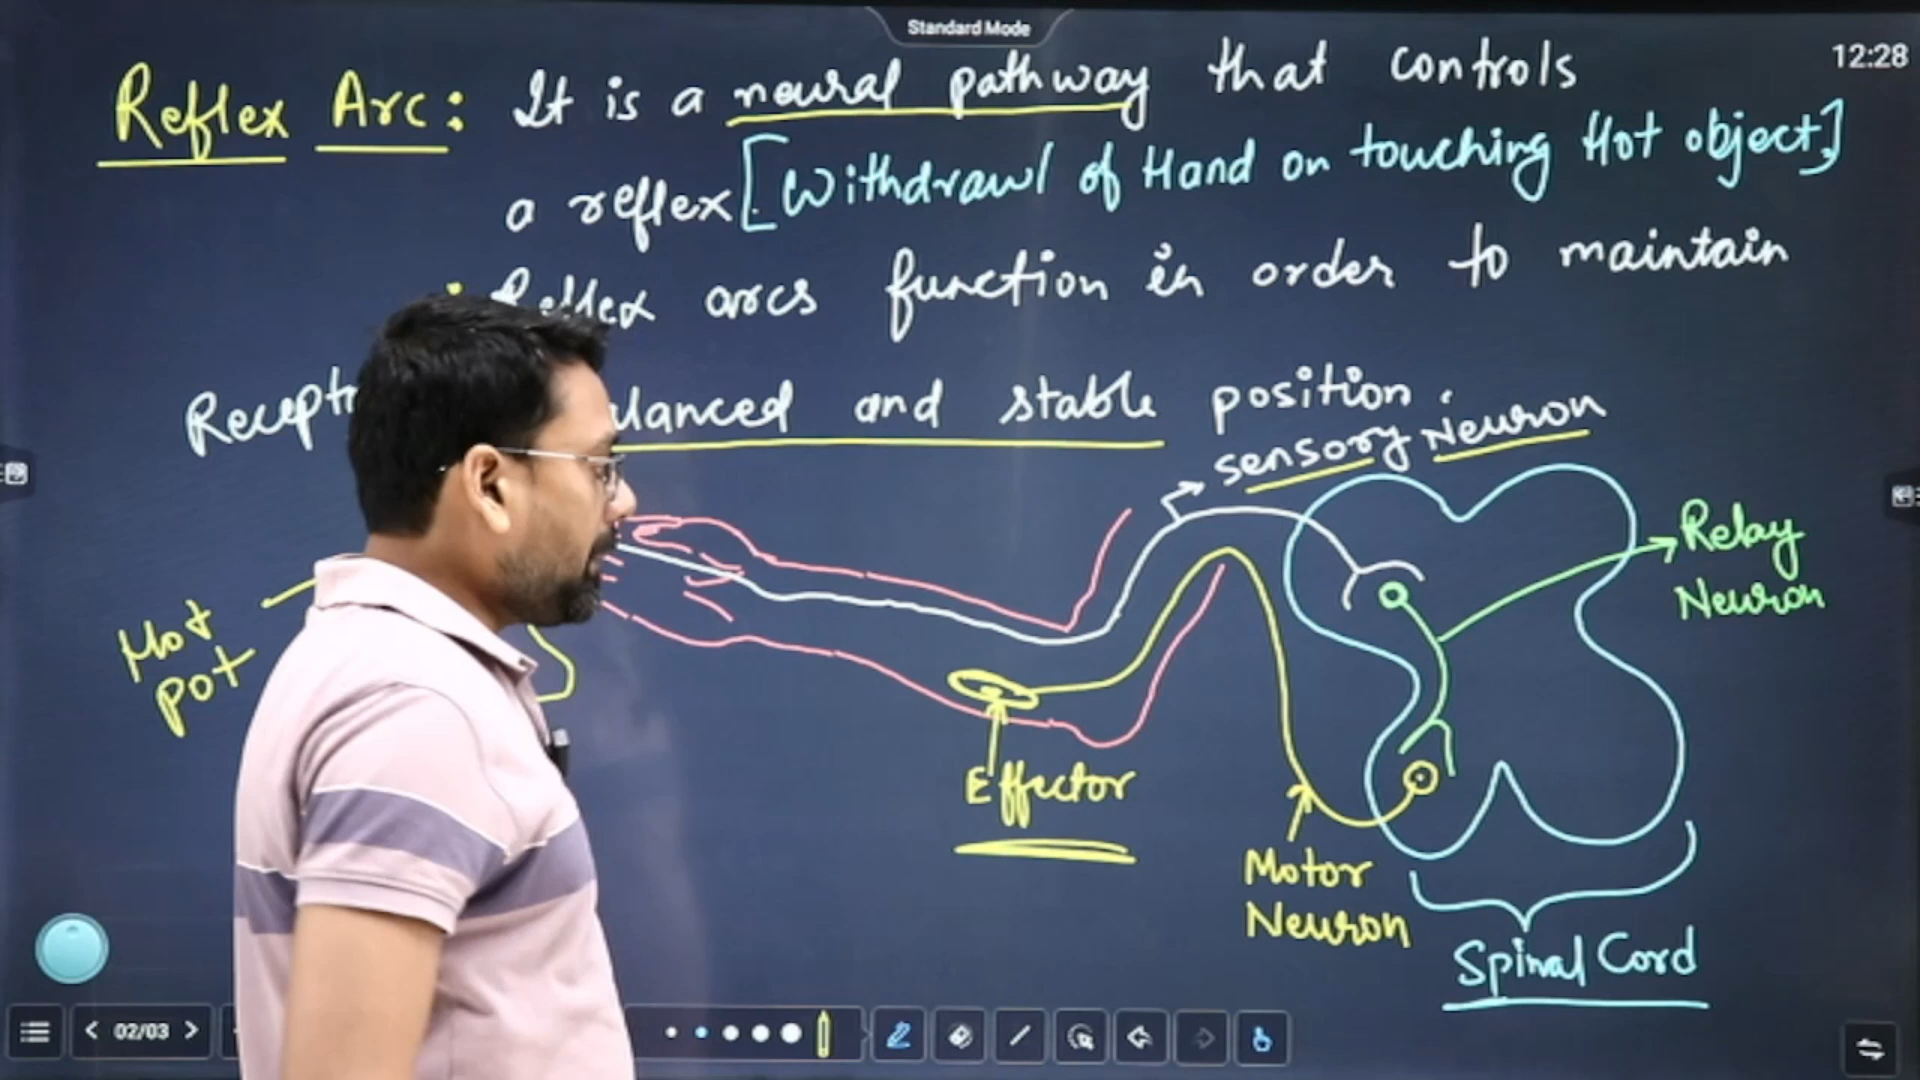 Standard Mode
12:28
Reflex Arc: It is a neural pathway that controls
a reflex [Withdrawl of Hand on touching Hot object.]
Reflex arcs function in order to maintain
and stable position.
Sensory Neuron
Relay
Neuron
Hot
pot
Effector
Motor
Neuron
Spinal Cord
02/03